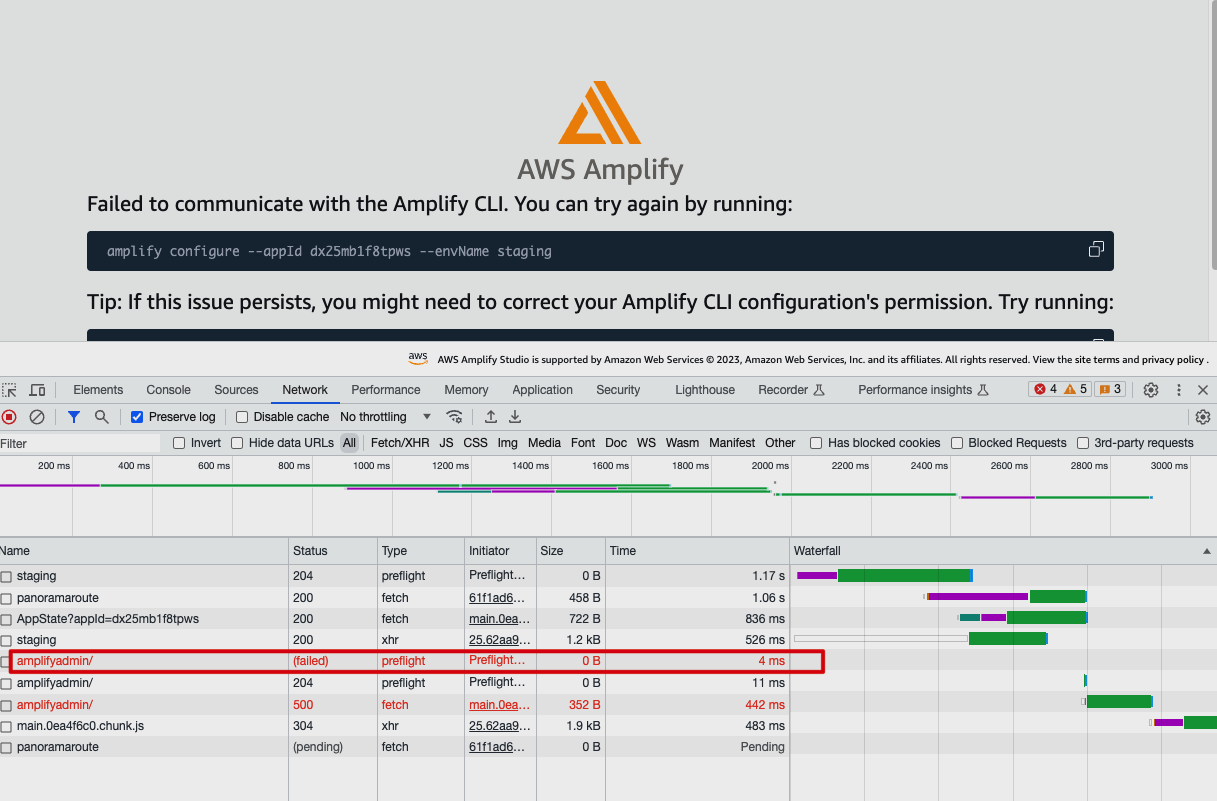 AWS Amplify
Failed to communicate with the Amplify CLI. You can try again by running:
amplify configure --appId dx25mb1f8tpws --envName staging
Tip: If this issue persists, you might need to correct your Amplify CLI configuration's permission. Try running:
aws AWS Amplify Studio is supported by Amazon Web Services © 2023, Amazon Web Services, Inc. and its affiliates. All rights reserved. View the site terms and privacy policy .
Elements Console Sources Network Performance Memory Application Security Lighthouse Recorder Performance insights 4 5 3
Preserve log Disable cache No throttling
Filter Invert Hide data URLs All Fetch/XHR JS CSS Img Media Font Doc WS Wasm Manifest Other Has blocked cookies Blocked Requests 3rd-party requests
200 ms 400 ms 600 ms 800 ms 1000 ms 1200 ms 1400 ms 1600 ms 1800 ms 2000 ms 2200 ms 2400 ms 2600 ms 2800 ms 3000 ms
Name Status Type Initiator Size Time Waterfall
staging 204 preflight Preflight... 0 B 1.17 s
panoramaroute 200 fetch 61f1ad6... 458 B 1.06 s
AppState?appId=dx25mb1f8tpws 200 fetch main.0ea... 722 B 836 ms
staging 200 xhr 25.62aa9... 1.2 kB 526 ms
amplifyadmin/ (failed) preflight Preflight... 0 B 4 ms
amplifyadmin/ 204 preflight Preflight... 0 B 11 ms
amplifyadmin/ 500 fetch main.0ea... 352 B 442 ms
main.0ea4f6c0.chunk.js 304 xhr 25.62aa9... 1.9 kB 483 ms
panoramaroute (pending) fetch 61f1ad6... 0 B Pending